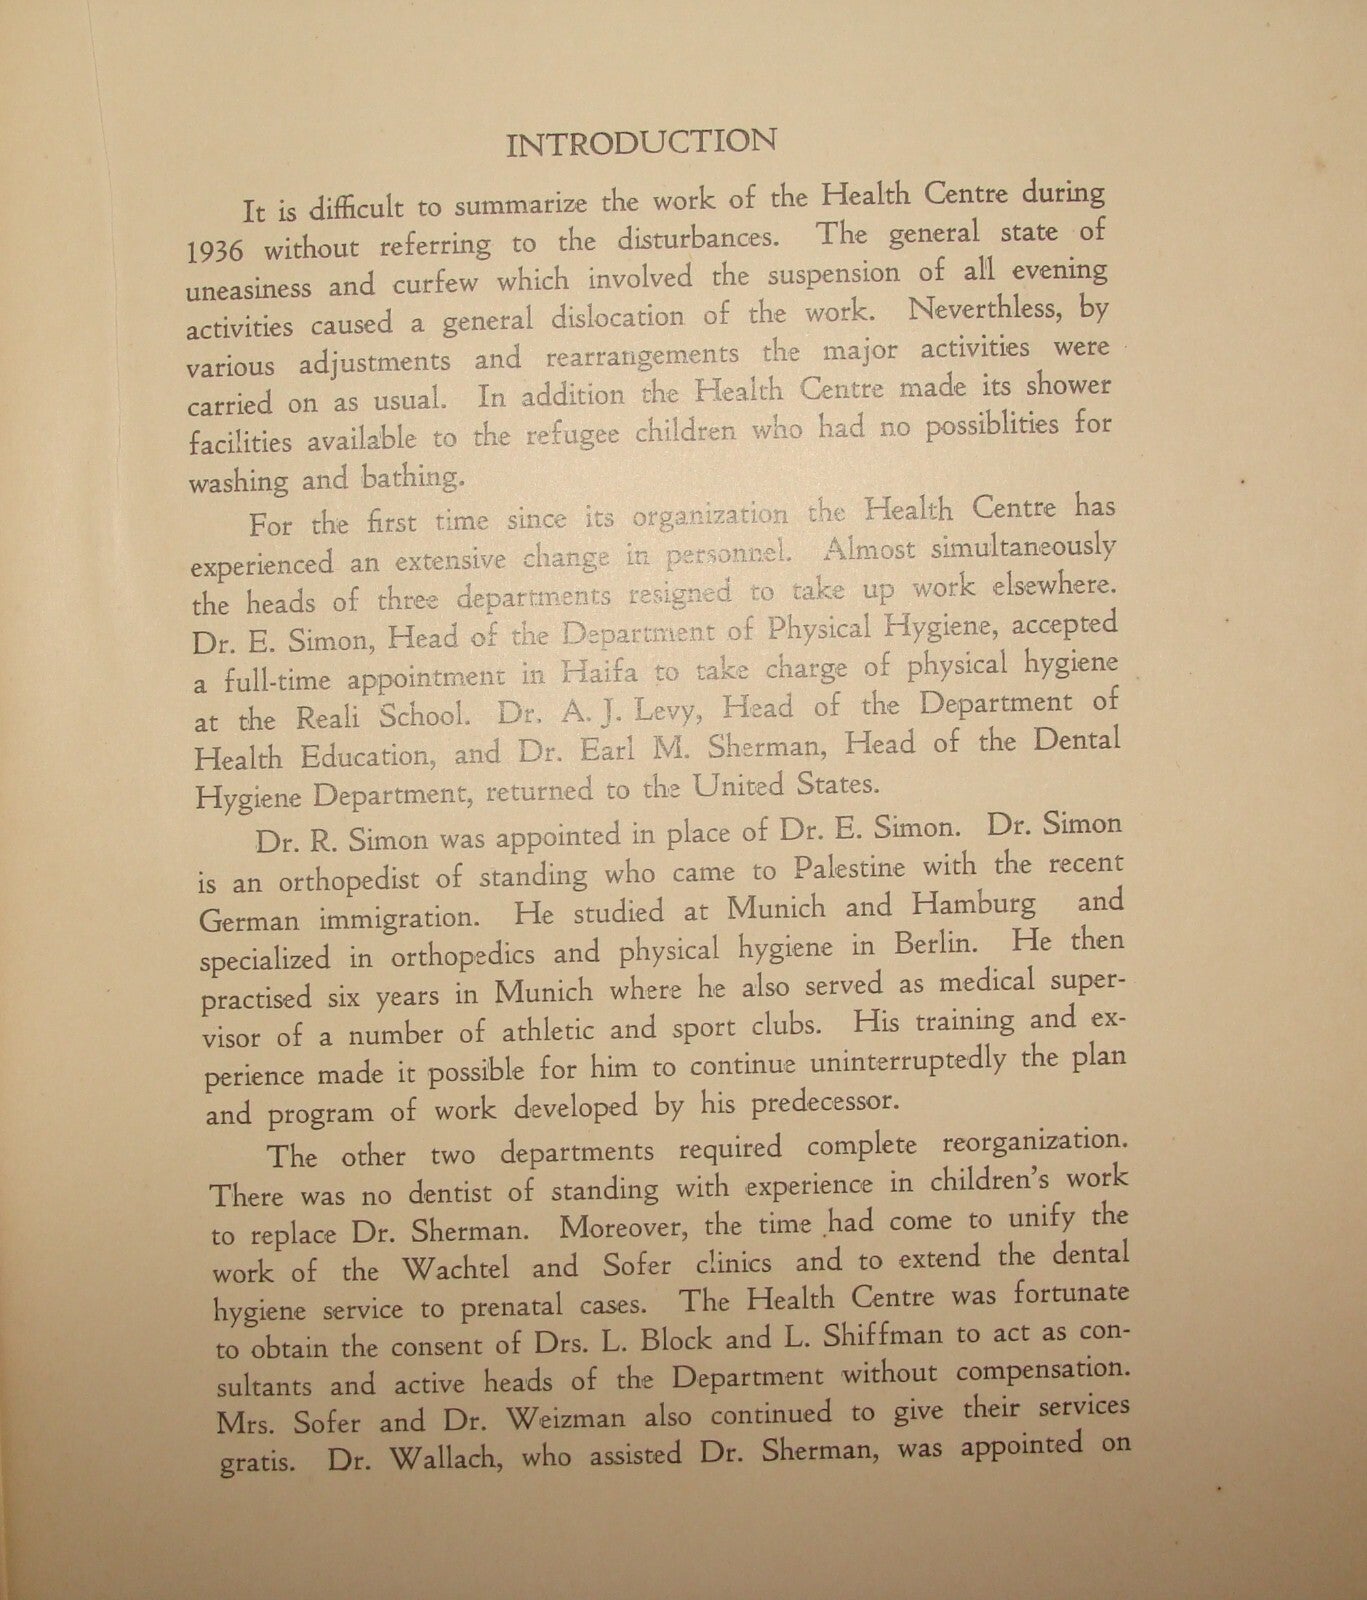 INTRODUCTION
It is difficult to summarize the work of the Health Centre during
1936 without referring to the disturbances. The general state of
uneasiness and curfew which involved the suspension of all evening
activities caused a general dislocation of the work. Neverthless, by
various adjustments and rearrangements the major activities were
carried on as usual. In addition the Health Centre made its shower
facilities available to the refugee children who had no possiblities for
washing and bathing.
For the first time since its organization the Health Centre has
experienced an extensive change in personnel. Almost simultaneously
the heads of three departments resigned to take up work elsewhere.
Dr. E. Simon, Head of the Department of Physical Hygiene, accepted
a full-time appointment in Haifa to take charge of physical hygiene
at the Reali School. Dr. A. J. Levy, Head of the Department of
Health Education, and Dr. Earl M. Sherman, Head of the Dental
Hygiene Department, returned to the United States.
Dr. R. Simon was appointed in place of Dr. E. Simon. Dr. Simon
is an orthopedist of standing who came to Palestine with the recent
German immigration. He studied at Munich and Hamburg and
specialized in orthopedics and physical hygiene in Berlin. He then
practised six years in Munich where he also served as medical super-
visor of a number of athletic and sport clubs. His training and ex-
perience made it possible for him to continue uninterruptedly the plan
and program of work developed by his predecessor.
The other two departments required complete reorganization.
There was no dentist of standing with experience in children's work
to replace Dr. Sherman. Moreover, the time had come to unify the
work of the Wachtel and Sofer clinics and to extend the dental
hygiene service to prenatal cases. The Health Centre was fortunate
to obtain the consent of Drs. L. Block and L. Shiffman to act as con-
sultants and active heads of the Department without compensation.
Mrs. Sofer and Dr. Weizman also continued to give their services
gratis. Dr. Wallach, who assisted Dr. Sherman, was appointed on